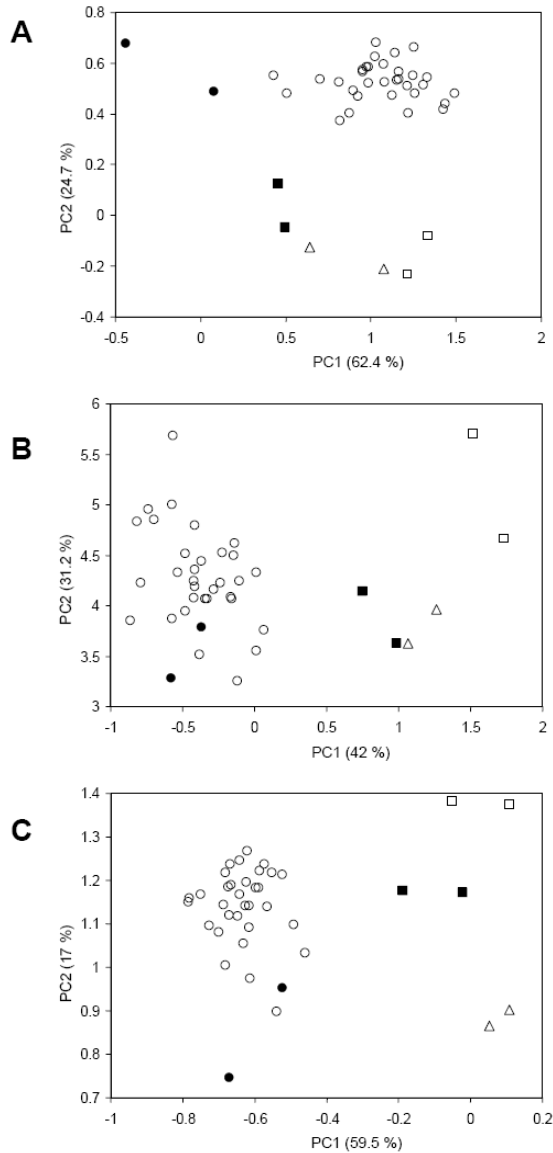 A
0.8
0.6
0.4
0.2
0
-0.2
-0.4
PC2 (24.7 %)
-0.5 0 0.5 1 1.5 2
PC1 (62.4 %)
B
6
5.5
5
4.5
4
3.5
3
PC2 (31.2 %)
-1 -0.5 0 0.5 1 1.5 2
PC1 (42 %)
C
1.4
1.3
1.2
1.1
1
0.9
0.8
0.7
PC2 (17 %)
-1 -0.8 -0.6 -0.4 -0.2 0 0.2
PC1 (59.5 %)